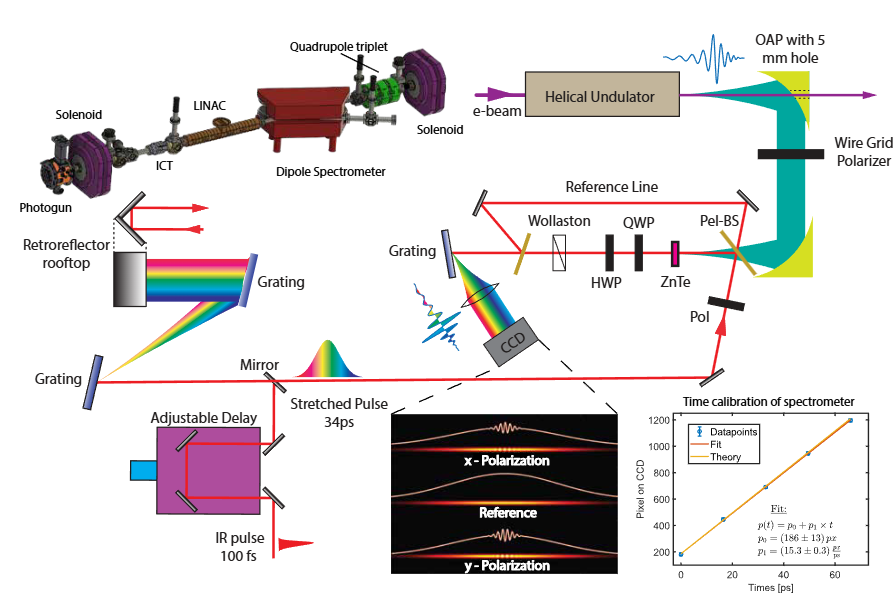 Quadrupole triplet
OAP with 5
mm hole
LINAC
Solenoid
Helical Undulator
e-beam
Solenoid
ICT
Dipole Spectrometer
Wire Grid
Polarizer
Photogun
Reference Line
Wollaston
QWP
Pel-BS
Retroreflector
rooftop
Grating
Grating
HWP
ZnTe
Pol
CCD
Mirror
Grating
Stretched Pulse
34ps
Adjustable Delay
IR pulse
100 fs
x - Polarization
Reference
y - Polarization
Time calibration of spectrometer
1200
1000
800
600
400
200
Pixel on CCD
Datapoints
Fit
Theory
Fit:
p(t) = p₀ + p₁ × t
p₀ = (186 ± 13) px
p₁ = (15.3 ± 0.3) px/ps
0 20 40 60
Times [ps]